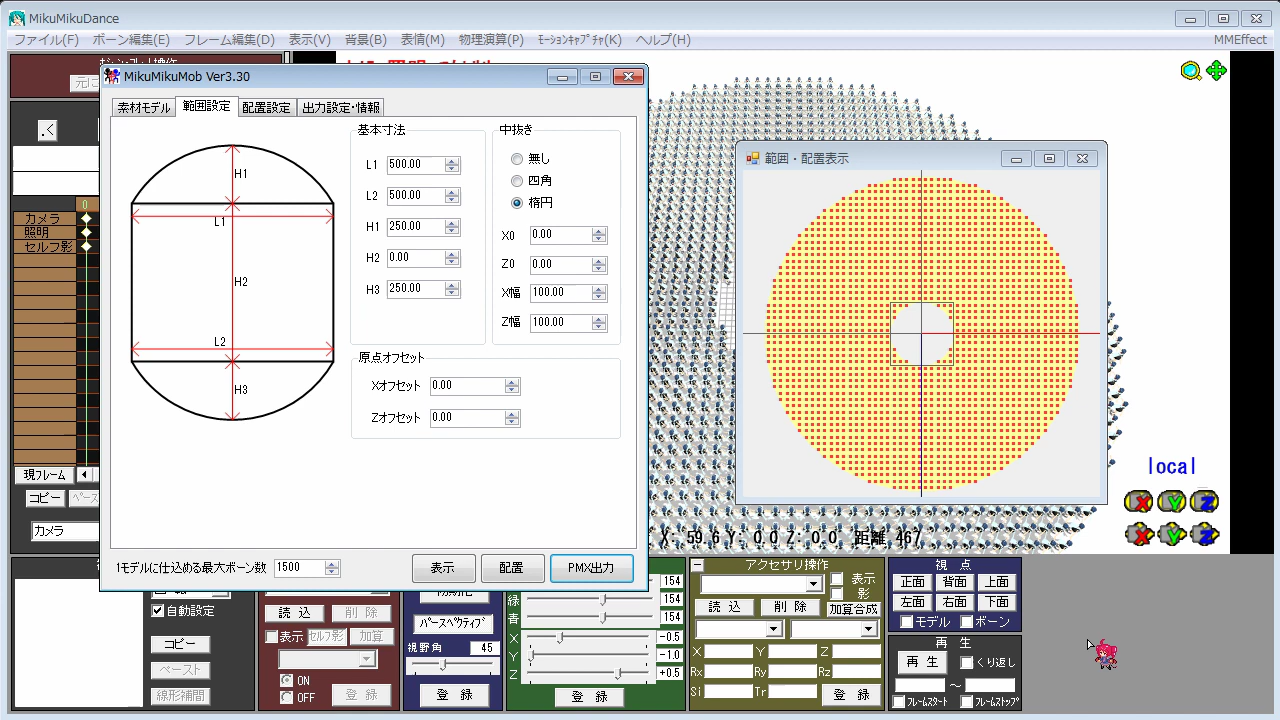 MikuMikuDance
ファイル(F) ボーン編集(E) フレーム編集(D) 表示(V) 背景(B) 表情(M) 物理演算(P) ﾓｰｼｮﾝｷｬﾌﾟﾁｬ(K) ヘルプ(H) MMEffect
元に
.<
0
カメラ
照明
セルフ影
現フレーム
コピー ペース
カメラ
MikuMikuMob Ver3.30
素材モデル 範囲設定 配置設定 出力設定・情報
H1
L1
H2
L2
H3
基本寸法
L1 500.00
L2 500.00
H1 250.00
H2 0.00
H3 250.00
中抜き
無し
四角
楕円
X0 0.00
Z0 0.00
X幅 100.00
Z幅 100.00
原点オフセット
Xオフセット 0.00
Zオフセット 0.00
1モデルに仕込める最大ボーン数 1500
表示 配置 PMX出力
範囲・配置表示
local
X Y Z
X Y Z
X: 59.6 Y: 0.0 Z: 0.0 距離 467
自動設定
コピー
ペースト
線形補間
読 込 削 除
表示 セルフ影 加算
ON
OFF
登 録
初期化
パースペクティブ
視野角 45
登 録
154
緑 154
青 154
X -0.5
Y -1.0
Z +0.5
登 録
アクセサリ操作
表示
影
読 込 削 除 加算合成
X Y Z
Rx Ry Rz
Si Tr 登 録
視 点
正面 背面 上面
左面 右面 下面
モデル ボーン
再 生
再 生 くり返し
～
ﾌﾚｰﾑｽﾀｰﾄ ﾌﾚｰﾑｽﾄｯﾌﾟ